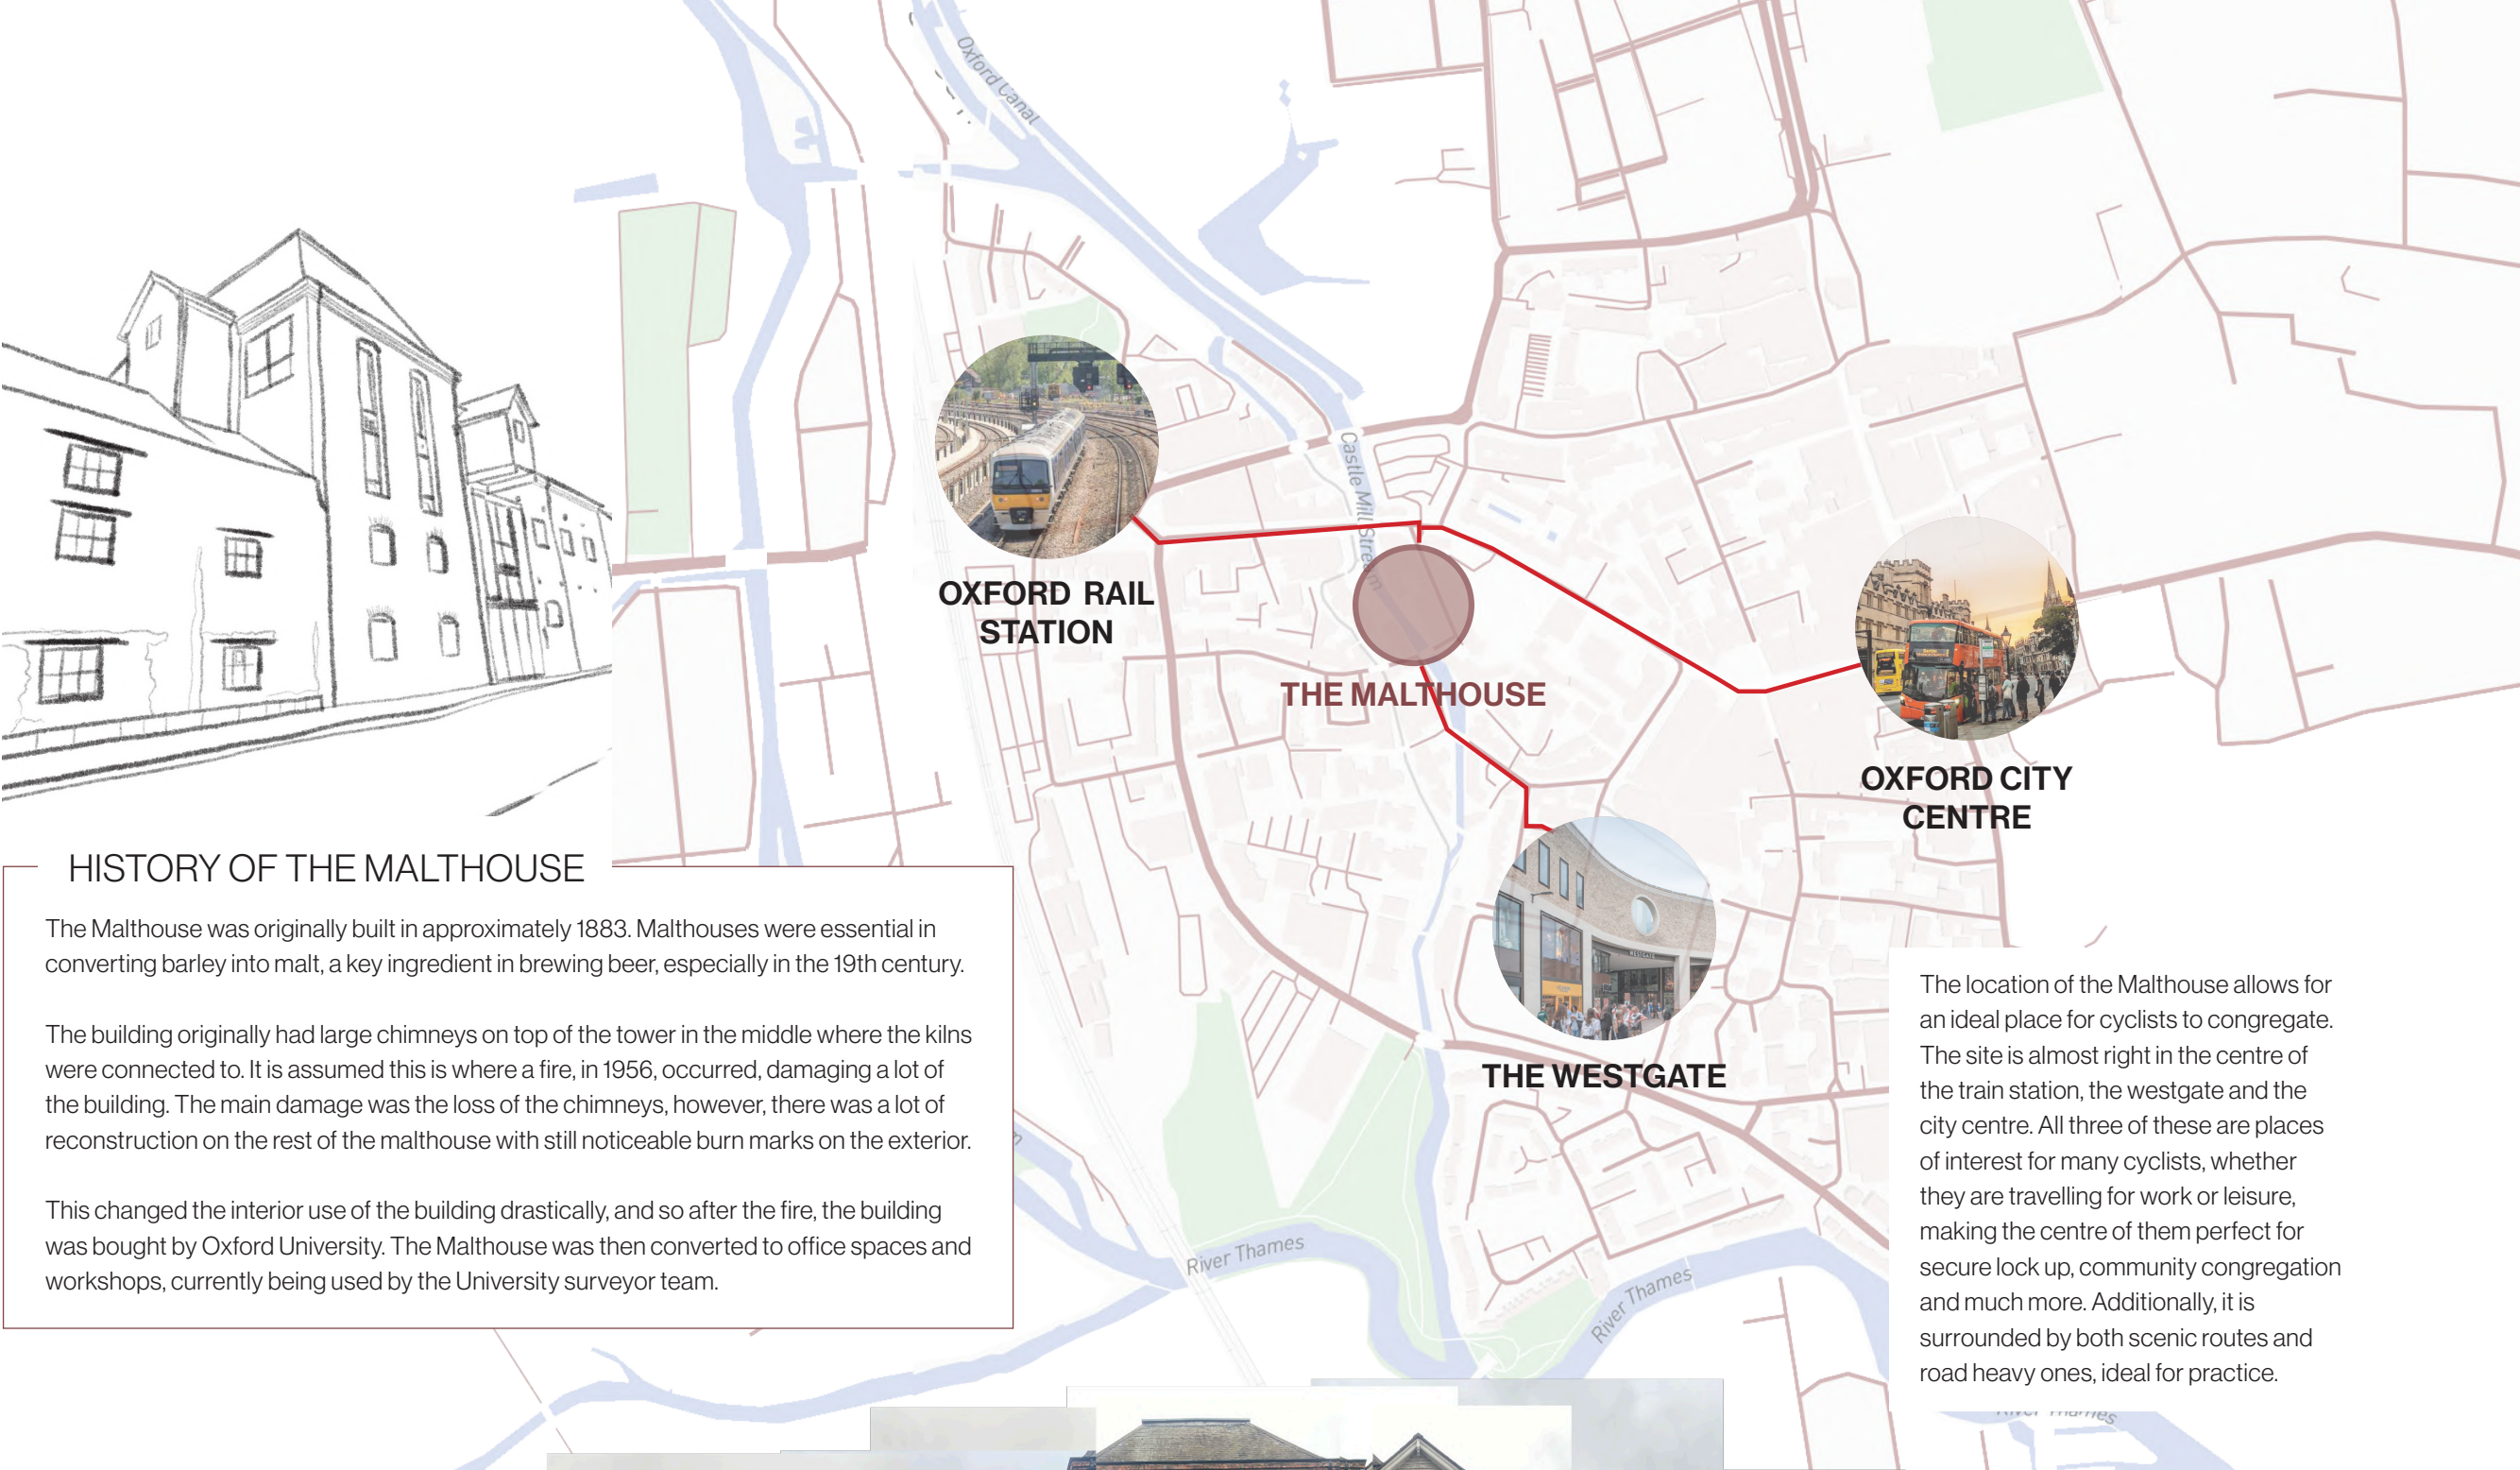 Oxford Canal
Castle Mill Stream
OXFORD RAIL
STATION
THE MALTHOUSE
OXFORD CITY
CENTRE
THE WESTGATE
HISTORY OF THE MALTHOUSE
The Malthouse was originally built in approximately 1883. Malthouses were essential in
converting barley into malt, a key ingredient in brewing beer, especially in the 19th century.
The building originally had large chimneys on top of the tower in the middle where the kilns
were connected to. It is assumed this is where a fire, in 1956, occurred, damaging a lot of
the building. The main damage was the loss of the chimneys, however, there was a lot of
reconstruction on the rest of the malthouse with still noticeable burn marks on the exterior.
This changed the interior use of the building drastically, and so after the fire, the building
was bought by Oxford University. The Malthouse was then converted to office spaces and
workshops, currently being used by the University surveyor team.
The location of the Malthouse allows for
an ideal place for cyclists to congregate.
The site is almost right in the centre of
the train station, the westgate and the
city centre. All three of these are places
of interest for many cyclists, whether
they are travelling for work or leisure,
making the centre of them perfect for
secure lock up, community congregation
and much more. Additionally, it is
surrounded by both scenic routes and
road heavy ones, ideal for practice.
River Thames
River Thames
River Thames